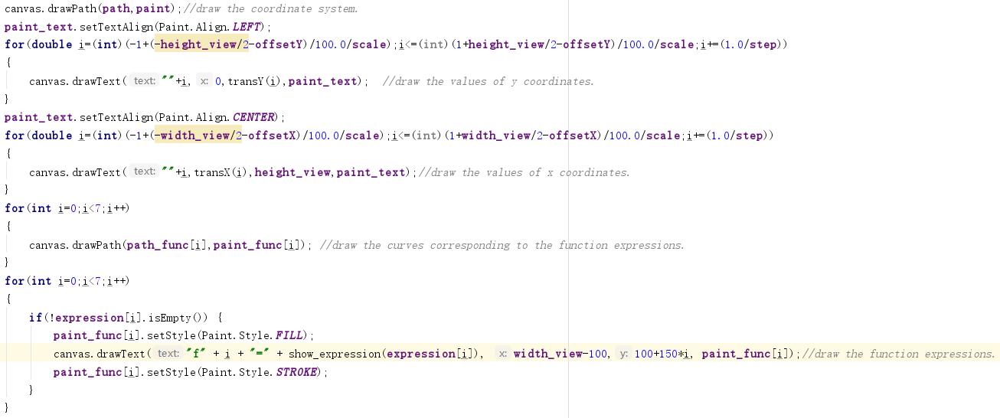 canvas.drawPath(path,paint);//draw the coordinate system.
paint_text.setTextAlign(Paint.Align.LEFT);
for(double i=(int)(-1+(-height_view/2-offsetY)/100.0/scale);i<=(int)(1+height_view/2-offsetY)/100.0/scale;i+=(1.0/step))
{
canvas.drawText( text: ""+i, x: 0,transY(i),paint_text);  //draw the values of y coordinates.
}
paint_text.setTextAlign(Paint.Align.CENTER);
for(double i=(int)(-1+(-width_view/2-offsetX)/100.0/scale);i<=(int)(1+width_view/2-offsetX)/100.0/scale;i+=(1.0/step))
{
canvas.drawText( text: ""+i,transX(i),height_view,paint_text);//draw the values of x coordinates.
}
for(int i=0;i<7;i++)
{
canvas.drawPath(path_func[i],paint_func[i]); //draw the curves corresponding to the function expressions.
}
for(int i=0;i<7;i++)
{
if(!expression[i].isEmpty()) {
paint_func[i].setStyle(Paint.Style.FILL);
canvas.drawText( text: "f" + i + "=" + show_expression(expression[i]), x: width_view-100, y: 100+150*i, paint_func[i]);//draw the function expressions.
paint_func[i].setStyle(Paint.Style.STROKE);
}
}